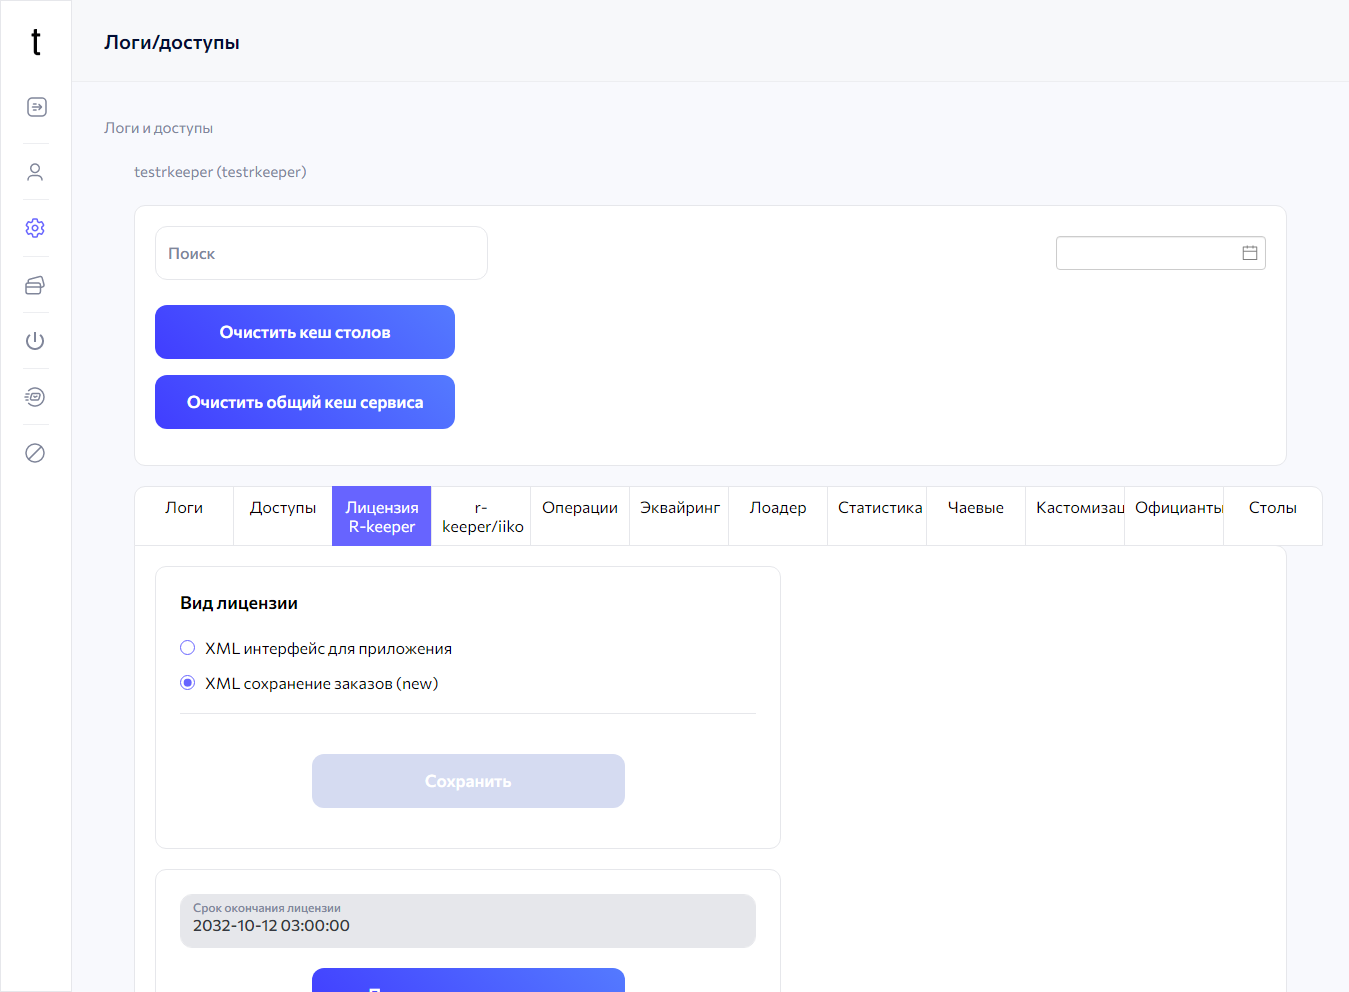 t
Логи/доступы
Логи и доступы
testrkeeper (testrkeeper)
Поиск
Очистить кеш столов
Очистить общий кеш сервиса
Логи
Доступы
Лицензия
R-keeper
r-
keeper/iiko
Операции
Эквайринг
Лоадер
Статистика
Чаевые
Кастомизац
Официанты
Столы
Вид лицензии
XML интерфейс для приложения
XML сохранение заказов (new)
Сохранить
Срок окончания лицензии
2032-10-12 03:00:00